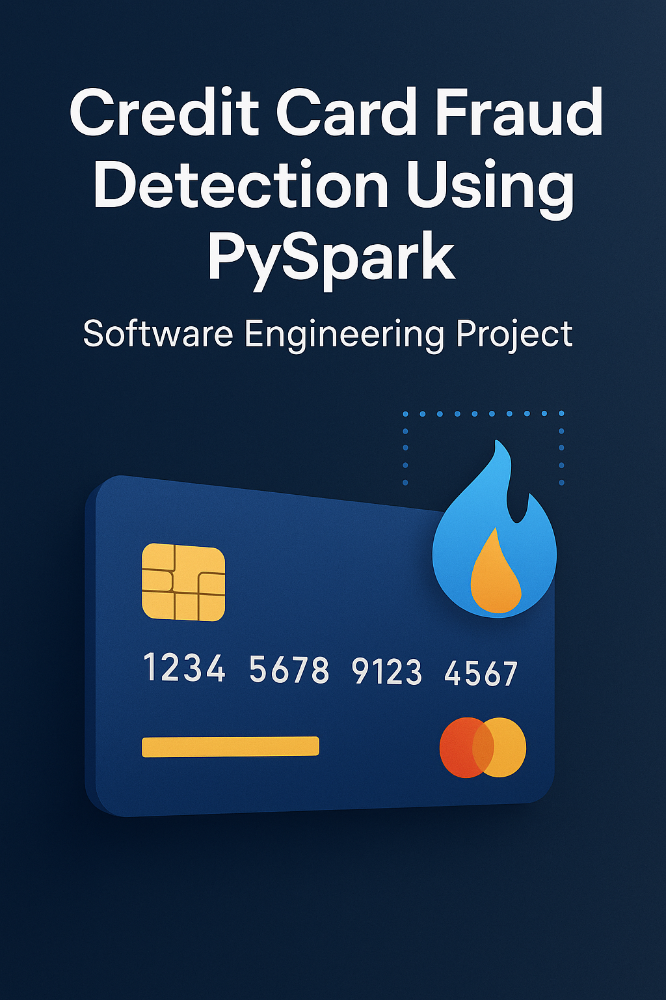 Credit Card Fraud
Detection Using
PySpark
Software Engineering Project
1234 5678 9123 4567